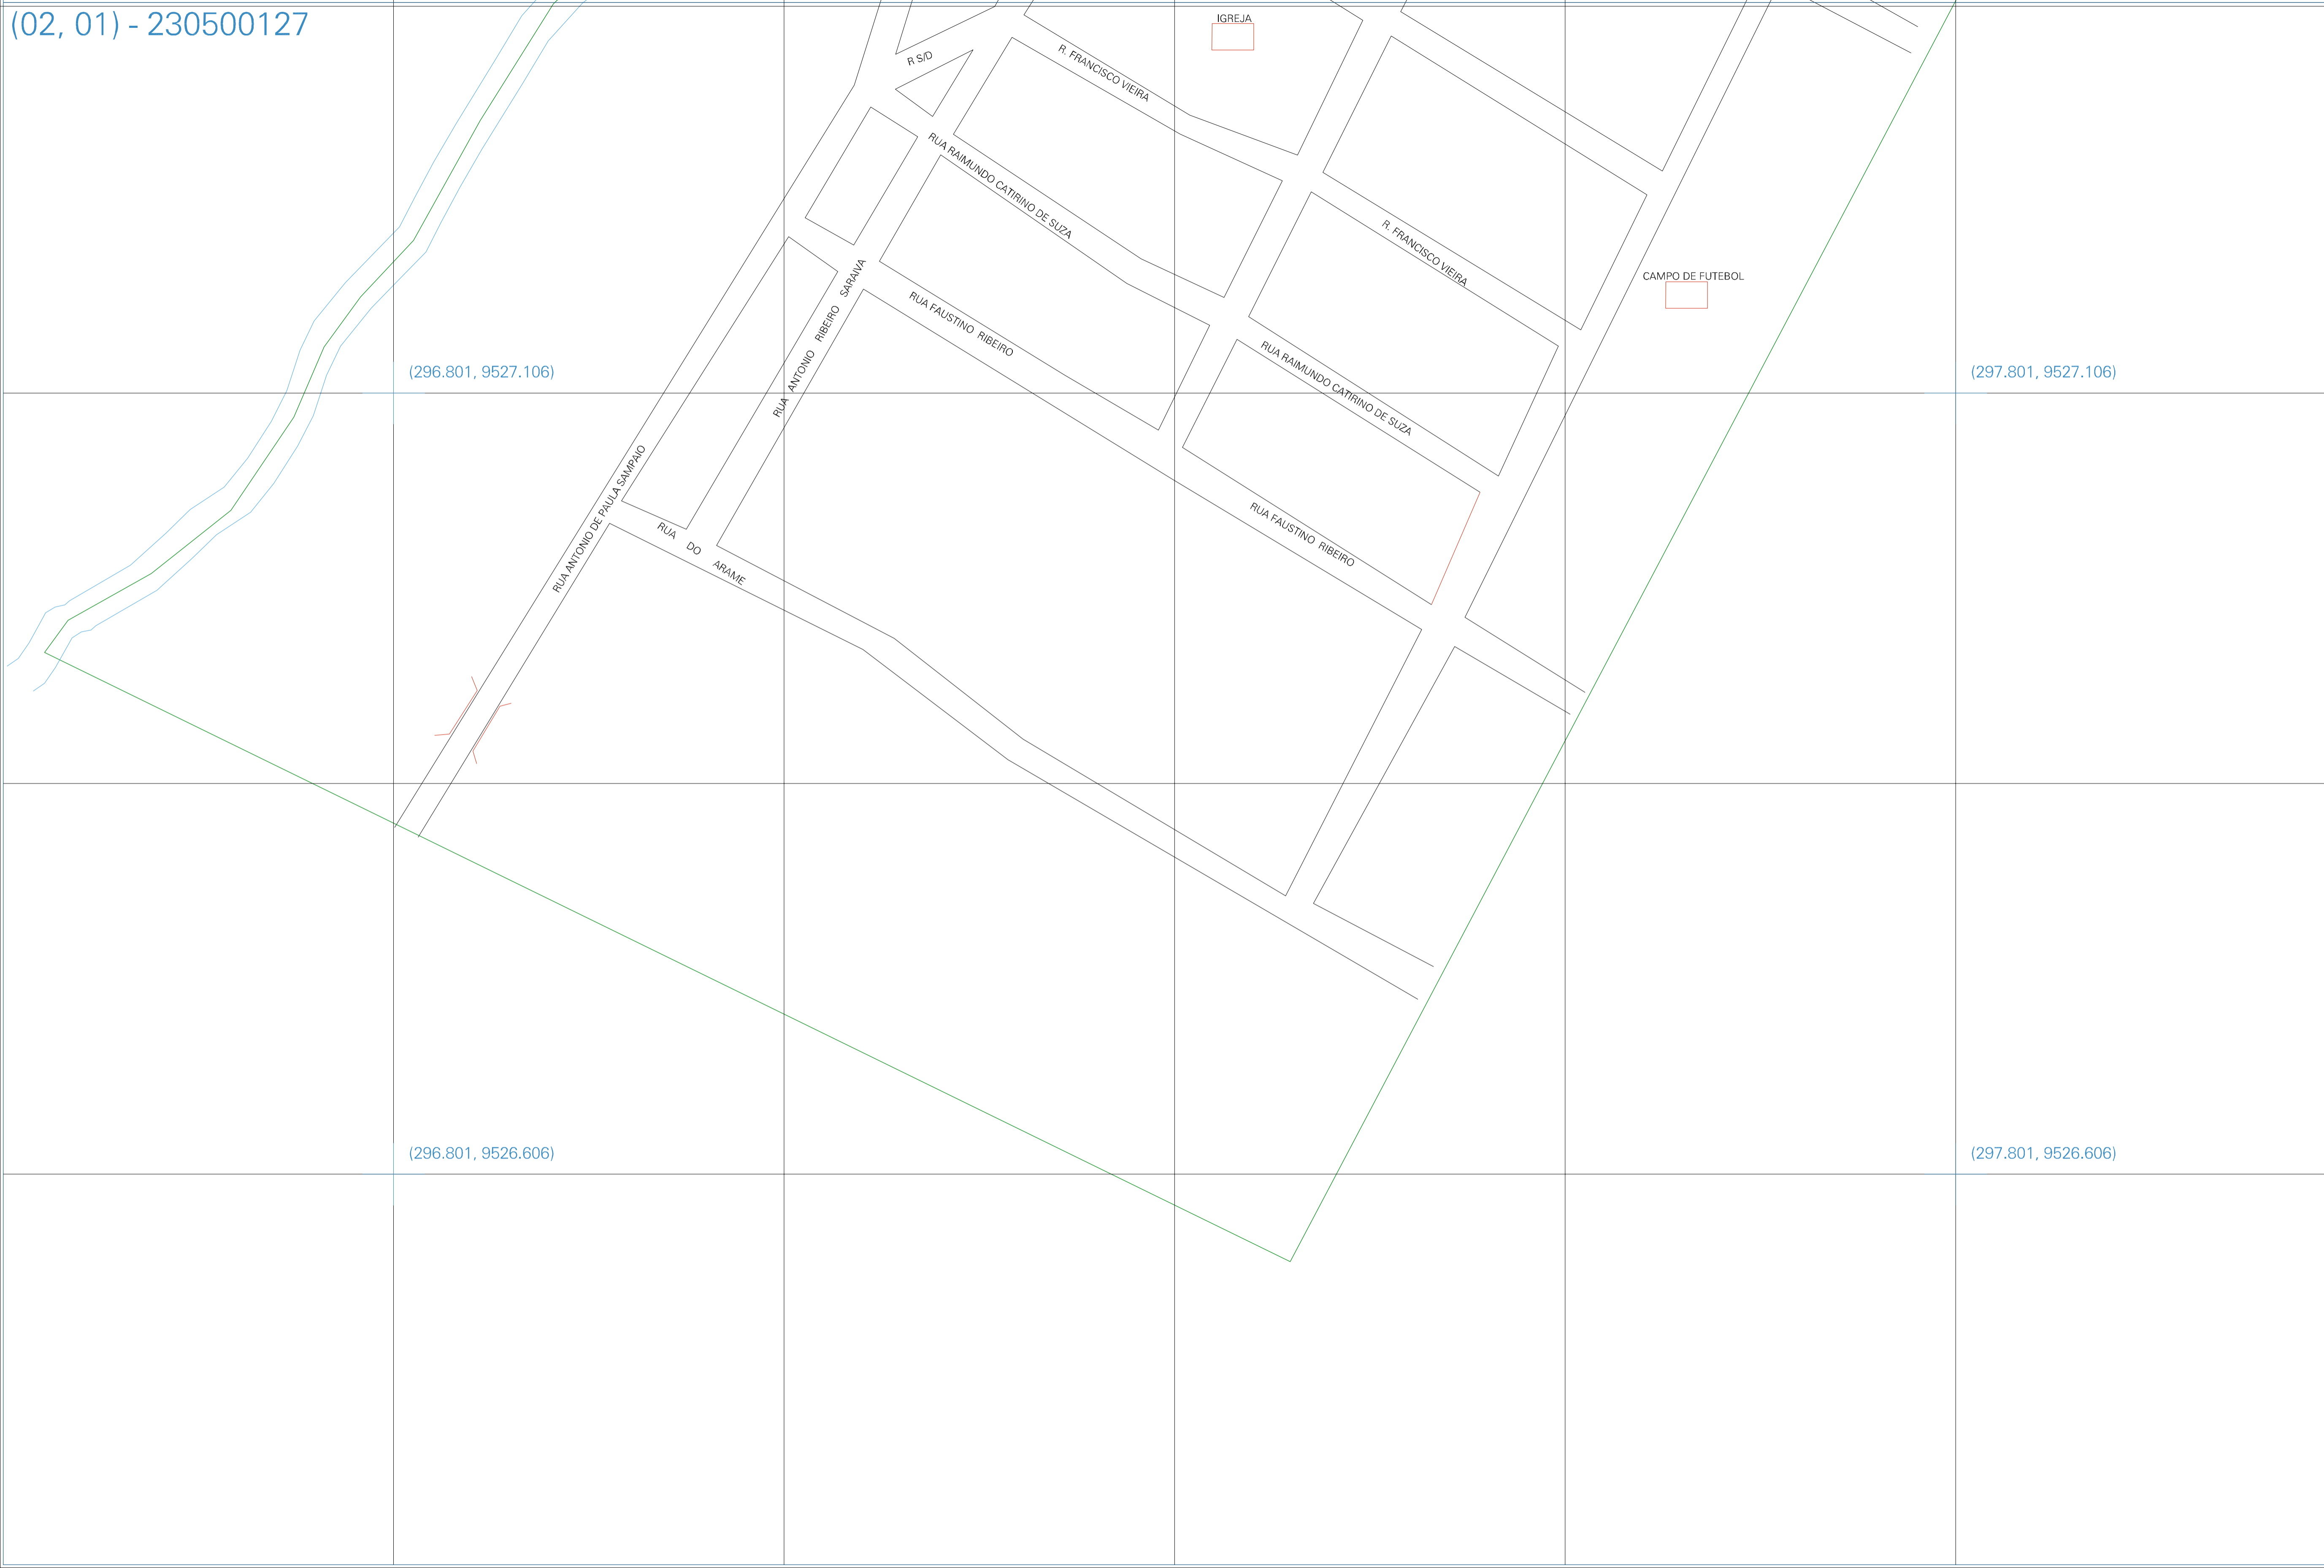 (02, 01) - 230500127
IGREJA
R S/D
R. FRANCISCO VIEIRA
RUA RAIMUNDO CATIRINO DE SUZA
R. FRANCISCO VIEIRA
CAMPO DE FUTEBOL
RUA ANTONIO RIBEIRO SARAIVA
RUA FAUSTINO RIBEIRO
RUA RAIMUNDO CATIRINO DE SUZA
(296.801, 9527.106)
(297.801, 9527.106)
RUA ANTONIO DE PAULA SAMPAIO
RUA DO ARAME
RUA FAUSTINO RIBEIRO
(296.801, 9526.606)
(297.801, 9526.606)